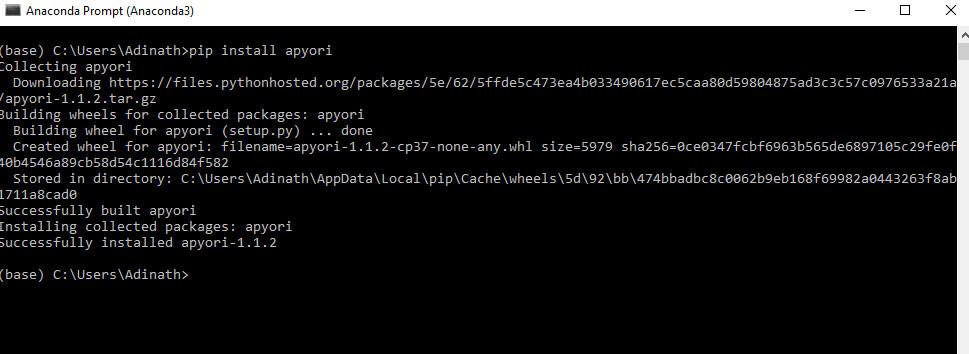 Anaconda Prompt (Anaconda3)
(base) C:\Users\Adinath>pip install apyori
Collecting apyori
  Downloading https://files.pythonhosted.org/packages/5e/62/5ffde5c473ea4b033490617ec5caa80d59804875ad3c3c57c0976533a21a
/apyori-1.1.2.tar.gz
Building wheels for collected packages: apyori
  Building wheel for apyori (setup.py) ... done
  Created wheel for apyori: filename=apyori-1.1.2-cp37-none-any.whl size=5979 sha256=0ce0347fcbf6963b565de6897105c29fe0f
40b4546a89cb58d54c1116d84f582
  Stored in directory: C:\Users\Adinath\AppData\Local\pip\Cache\wheels\5d\92\bb\474bbadbc8c0062b9eb168f69982a0443263f8ab
1711a8cad0
Successfully built apyori
Installing collected packages: apyori
Successfully installed apyori-1.1.2
(base) C:\Users\Adinath>